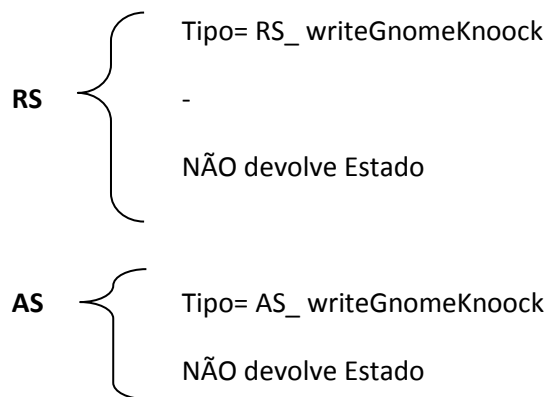 Tipo= RS_ writeGnomeKnoock
RS
-
NÃO devolve Estado
AS
Tipo= AS_ writeGnomeKnoock
NÃO devolve Estado